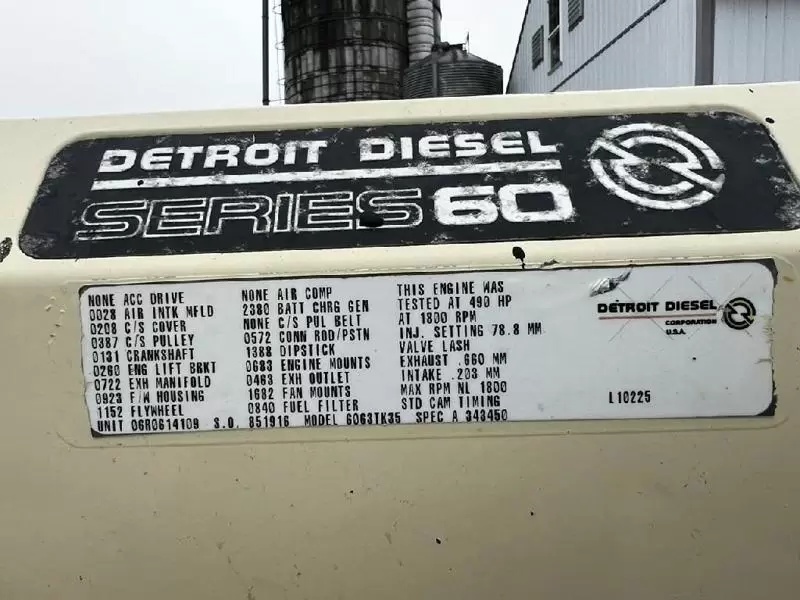 DETROIT DIESEL
SERIES 60
NONE ACC DRIVE
0028 AIR INTK MFLD
0208 C/S COVER
0387 C/S PULLEY
0131 CRANKSHAFT
0260 ENG LIFT BRKT
0722 EXH MANIFOLD
0923 F/W HOUSING
1152 FLYWHEEL
NONE AIR COMP
2380 BATT CHRG GEN
NONE C/S PUL BELT
0572 CONN ROD/PSTN
1388 DIPSTICK
0683 ENGINE MOUNTS
0463 EXH OUTLET
1682 FAN MOUNTS
0840 FUEL FILTER
THIS ENGINE WAS
TESTED AT 490 HP
AT 1800 RPM
INJ. SETTING 78.8 MM
VALVE LASH
EXHAUST .660 MM
INTAKE .203 MM
MAX RPM NL 1800
STD CAM TIMING
UNIT 06R0614109 S.O. 851916 MODEL 6063TK35 SPEC A 343450
DETROIT DIESEL
CORPORATION
U.S.A.
L10225